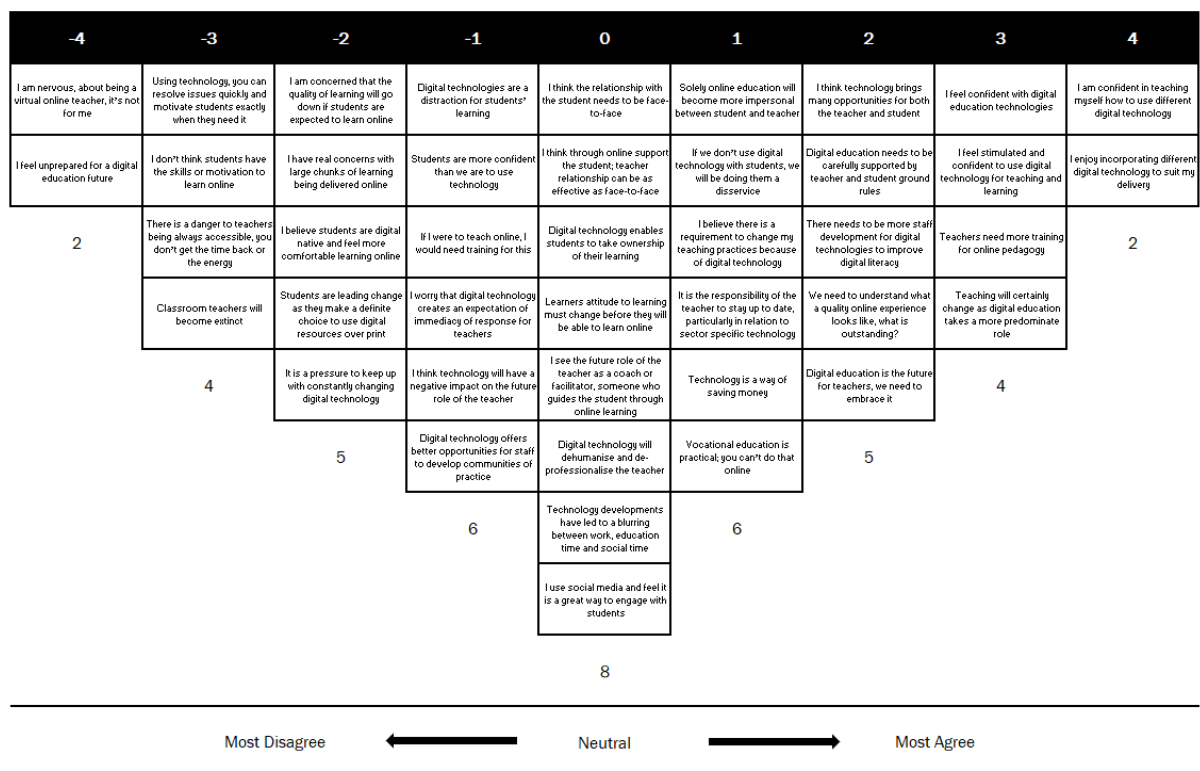 -4 -3 -2 -1 0 1 2 3 4
I am nervous, about being a
virtual online teacher, it's not
for me
Using technology, you can
resolve issues quickly and
motivate students exactly
when they need it
I am concerned that the
quality of learning will go
down if students are
expected to learn online
Digital technologies are a
distraction for students'
learning
I think the relationship with
the student needs to be face-
to-face
Solely online education will
become more impersonal
between student and teacher
I think technology brings
many opportunities for both
the teacher and student
I feel confident with digital
education technologies
I am confident in teaching
myself how to use different
digital technology
I feel unprepared for a digital
education future
I don't think students have
the skills or motivation to
learn online
I have real concerns with
large chunks of learning
being delivered online
Students are more confident
than we are to use
technology
I think through online support
the student; teacher
relationship can be as
effective as face-to-face
If we don't use digital
technology with students, we
will be doing them a
disservice
Digital education needs to be
carefully supported by
teacher and student ground
rules
I feel stimulated and
confident to use digital
technology for teaching and
learning
I enjoy incorporating different
digital technology to suit my
delivery
2
There is a danger to teachers
being always accessible, you
don't get the time back or
the energy
I believe students are digital
native and feel more
comfortable learning online
If I were to teach online, I
would need training for this
Digital technology enables
students to take ownership
of their learning
I believe there is a
requirement to change my
teaching practices because
of digital technology
There needs to be more staff
development for digital
technologies to improve
digital literacy
Teachers need more training
for online pedagogy
2
Classroom teachers will
become extinct
Students are leading change
as they make a definite
choice to use digital
resources over print
I worry that digital technology
creates an expectation of
immediacy of response for
teachers
Learners attitude to learning
must change before they will
be able to learn online
It is the responsibility of the
teacher to stay up to date,
particularly in relation to
sector specific technology
We need to understand what
a quality online experience
looks like, what is
outstanding?
Teaching will certainly
change as digital education
takes a more predominate
role
4
It is a pressure to keep up
with constantly changing
digital technology
I think technology will have a
negative impact on the future
role of the teacher
I see the future role of the
teacher as a coach or
facilitator, someone who
guides the student through
online learning
Technology is a way of
saving money
Digital education is the future
for teachers, we need to
embrace it
4
5
Digital technology offers
better opportunities for staff
to develop communities of
practice
Digital technology will
dehumanise and de-
professionalise the teacher
Vocational education is
practical; you can't do that
online
5
6
Technology developments
have led to a blurring
between work, education
time and social time
6
I use social media and feel it
is a great way to engage with
students
8
Most Disagree Neutral Most Agree